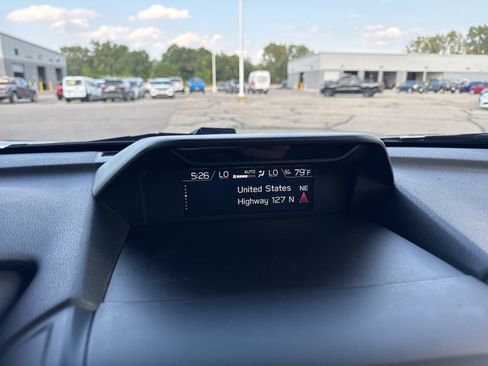 5:26 LO AUTO LO 79°F
United States NE
Highway 127 N